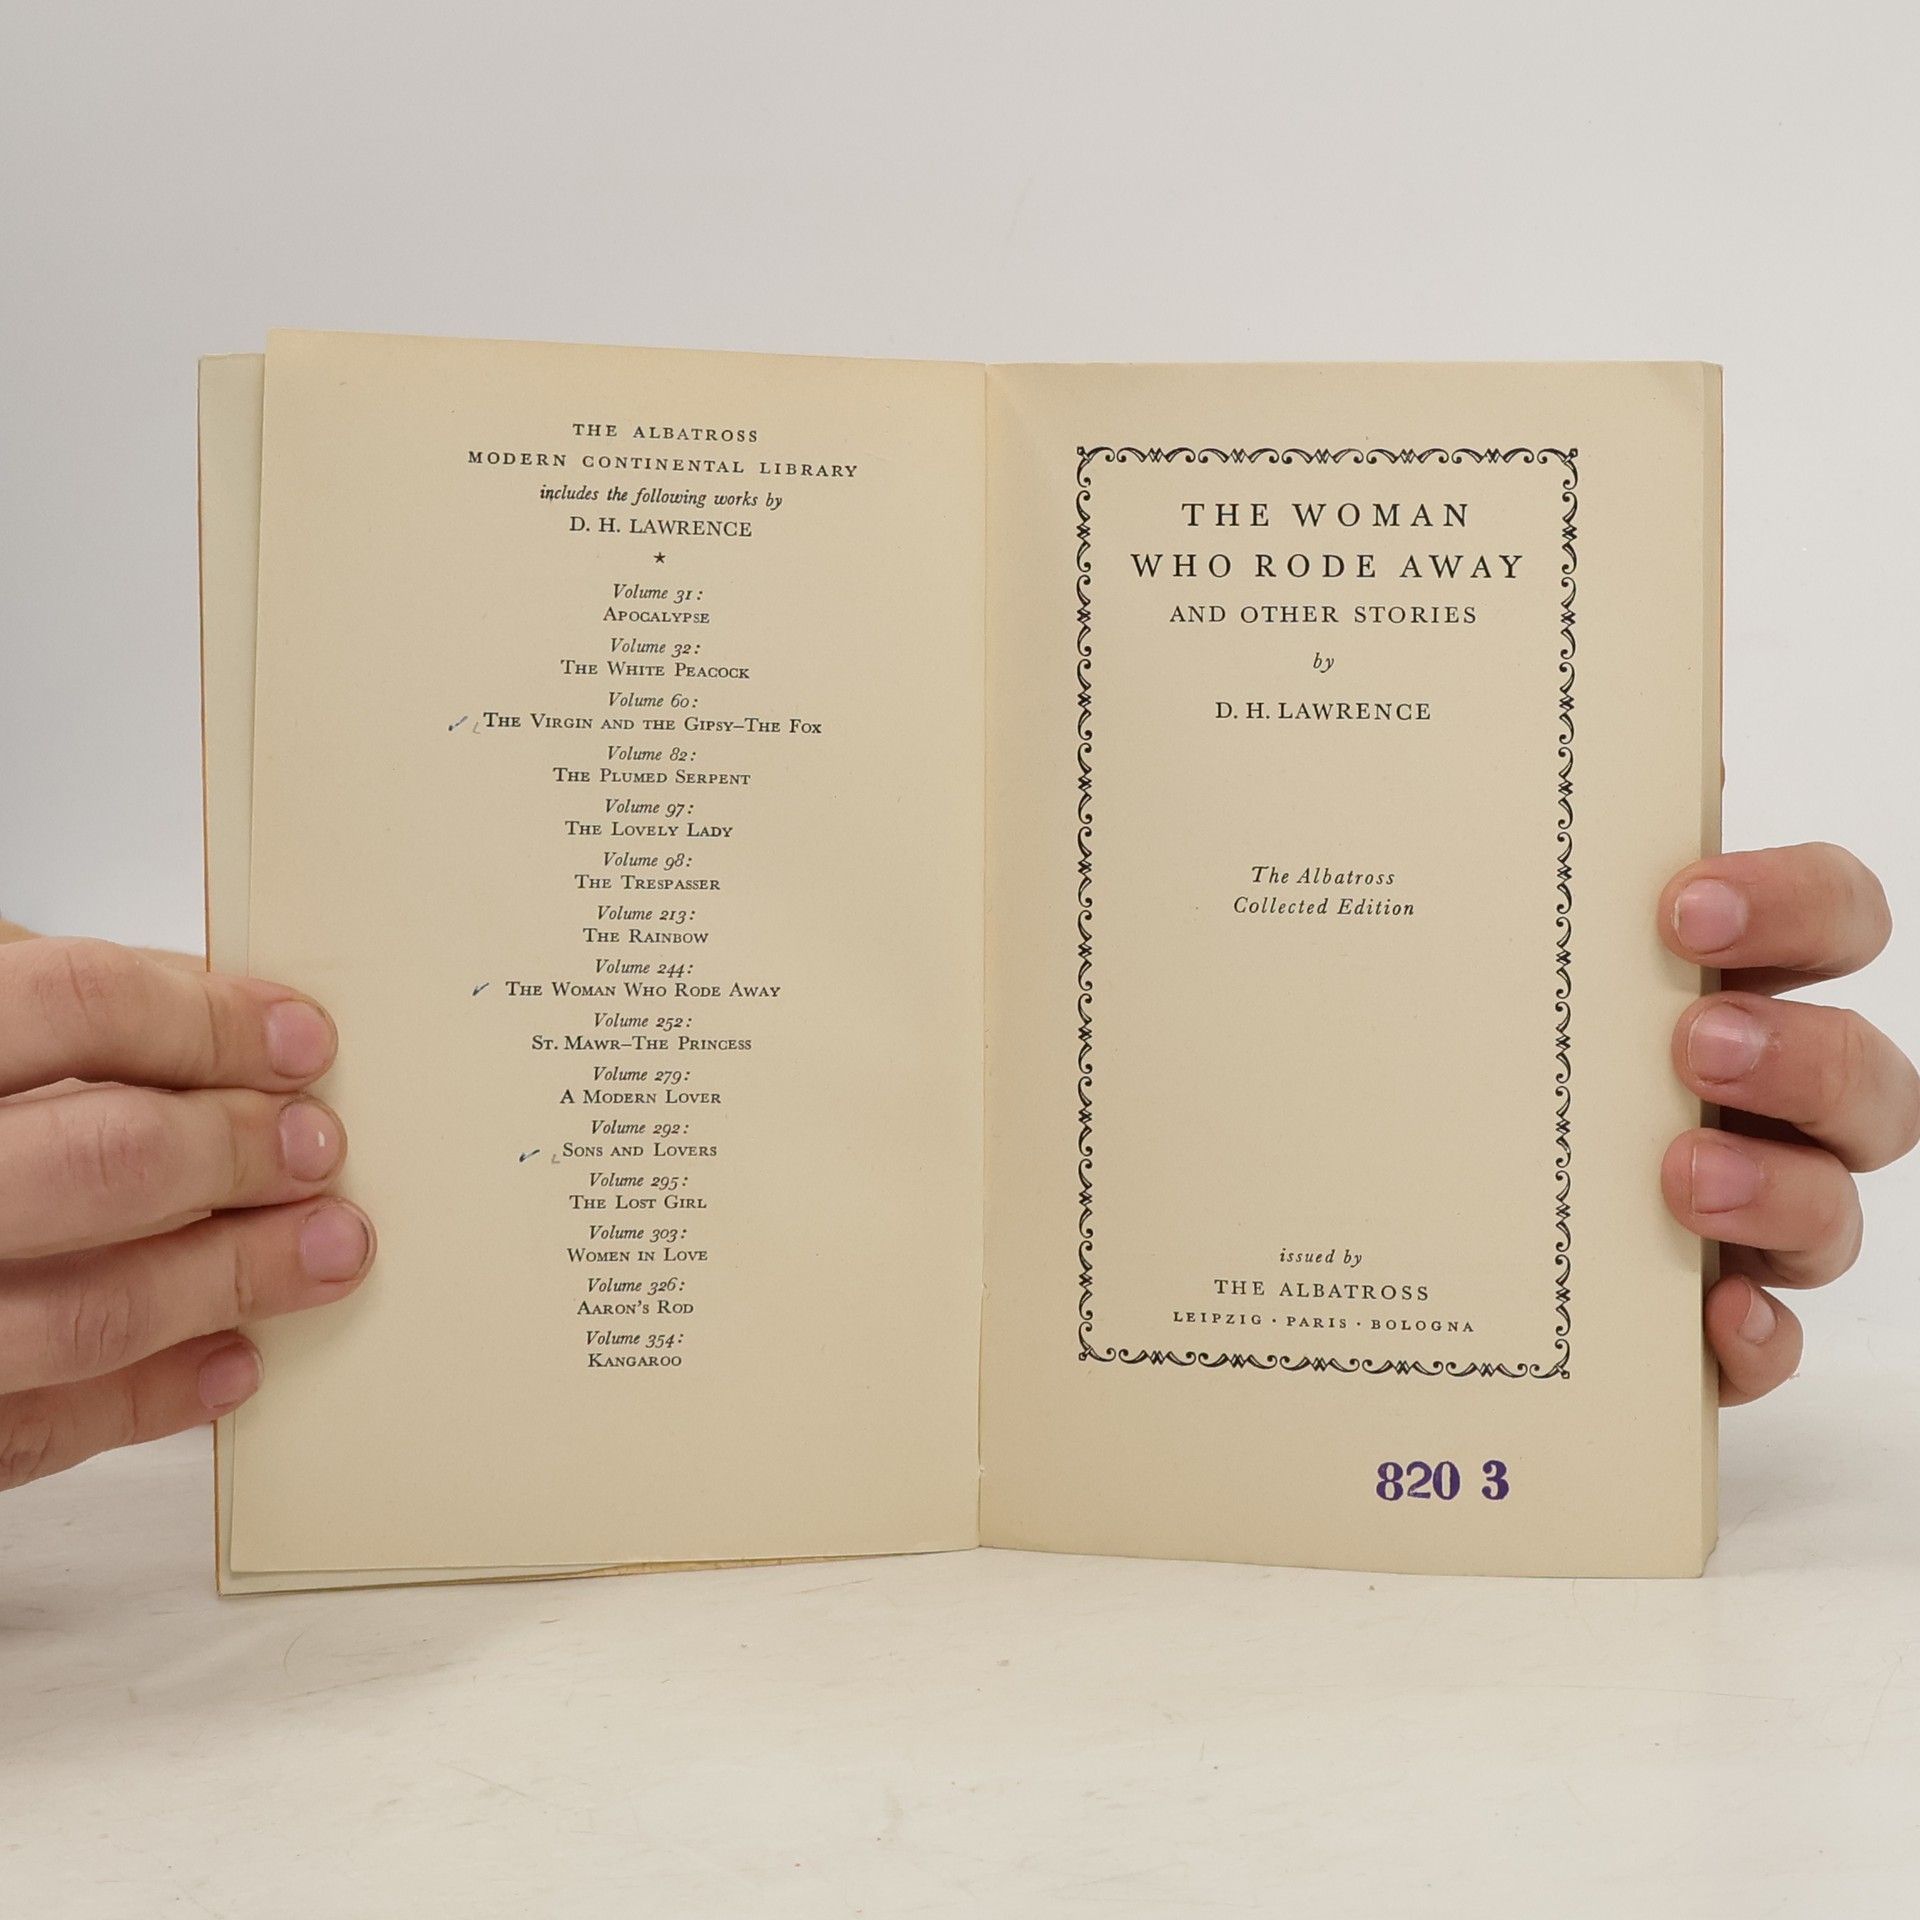 THE ALBATROSS
MODERN CONTINENTAL LIBRARY
includes the following works by
D. H. LAWRENCE
★
Volume 31:
APOCALYPSE
Volume 32:
THE WHITE PEACOCK
Volume 60:
✓ THE VIRGIN AND THE GIPSY–THE FOX
Volume 82:
THE PLUMED SERPENT
Volume 97:
THE LOVELY LADY
Volume 98:
THE TRESPASSER
Volume 213:
THE RAINBOW
Volume 244:
✓ THE WOMAN WHO RODE AWAY
Volume 252:
ST. MAWR–THE PRINCESS
Volume 279:
A MODERN LOVER
Volume 292:
✓ SONS AND LOVERS
Volume 295:
THE LOST GIRL
Volume 303:
WOMEN IN LOVE
Volume 326:
AARON'S ROD
Volume 354:
KANGAROO
THE WOMAN
WHO RODE AWAY
AND OTHER STORIES
by
D. H. LAWRENCE
The Albatross
Collected Edition
issued by
THE ALBATROSS
LEIPZIG · PARIS · BOLOGNA
820 3